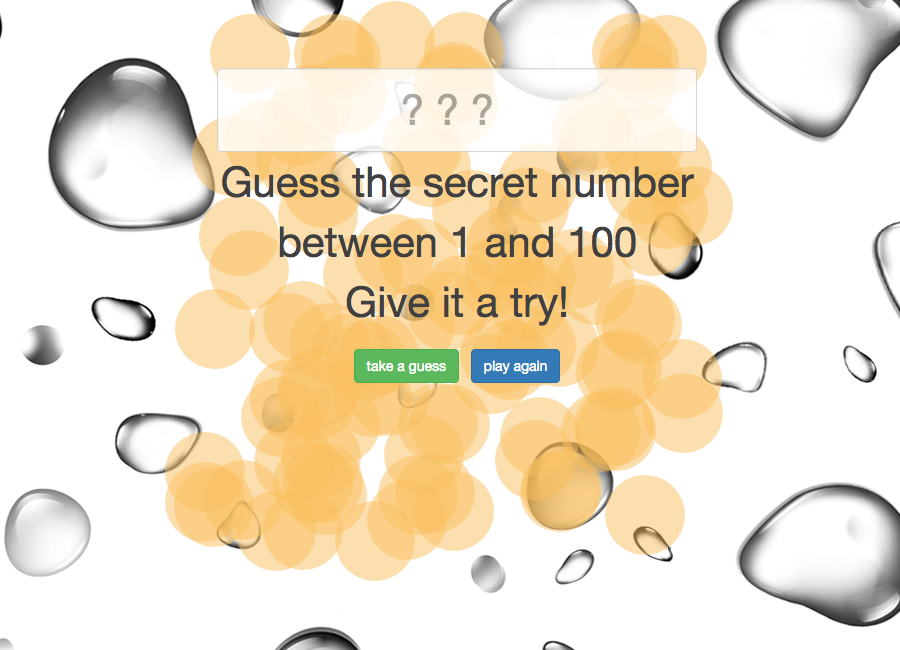 ? ? ?
Guess the secret number
between 1 and 100
Give it a try!
take a guess play again